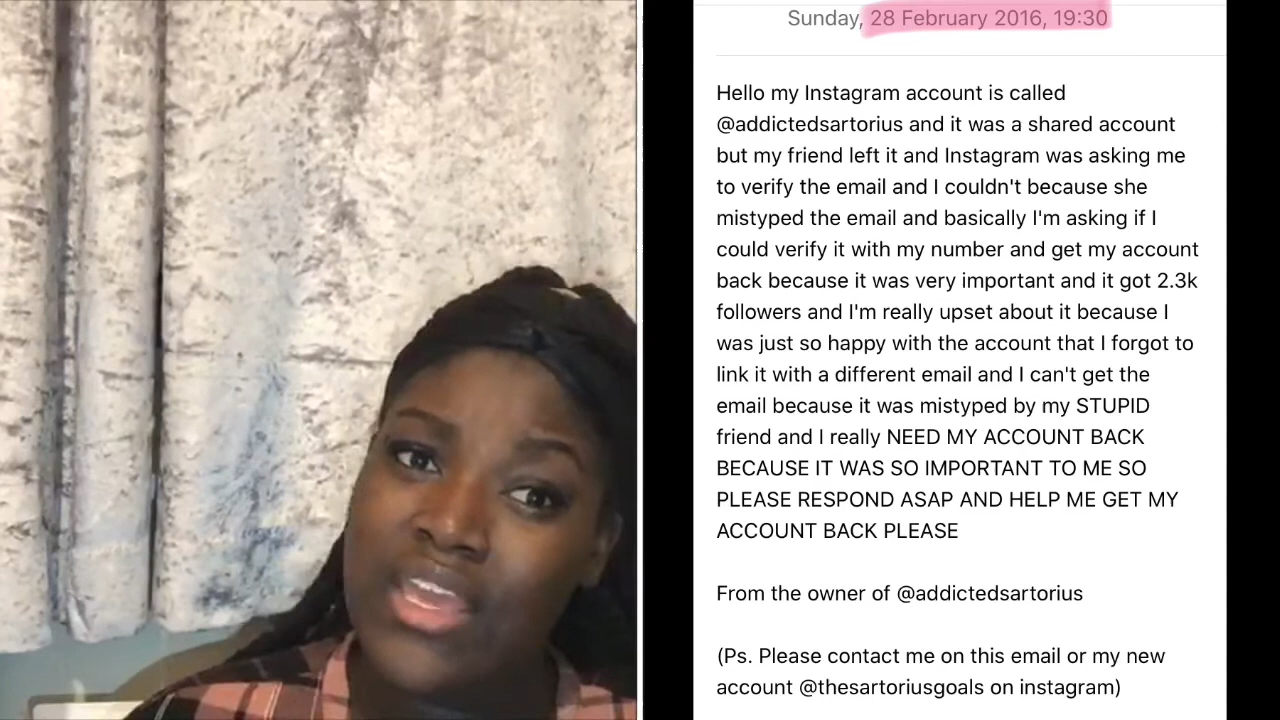 Sunday, 28 February 2016, 19:30
Hello my Instagram account is called
@addictedsartorius and it was a shared account
but my friend left it and Instagram was asking me
to verify the email and I couldn't because she
mistyped the email and basically I'm asking if I
could verify it with my number and get my account
back because it was very important and it got 2.3k
followers and I'm really upset about it because I
was just so happy with the account that I forgot to
link it with a different email and I can't get the
email because it was mistyped by my STUPID
friend and I really NEED MY ACCOUNT BACK
BECAUSE IT WAS SO IMPORTANT TO ME SO
PLEASE RESPOND ASAP AND HELP ME GET MY
ACCOUNT BACK PLEASE
From the owner of @addictedsartorius
(Ps. Please contact me on this email or my new
account @thesartoriusgoals on instagram)